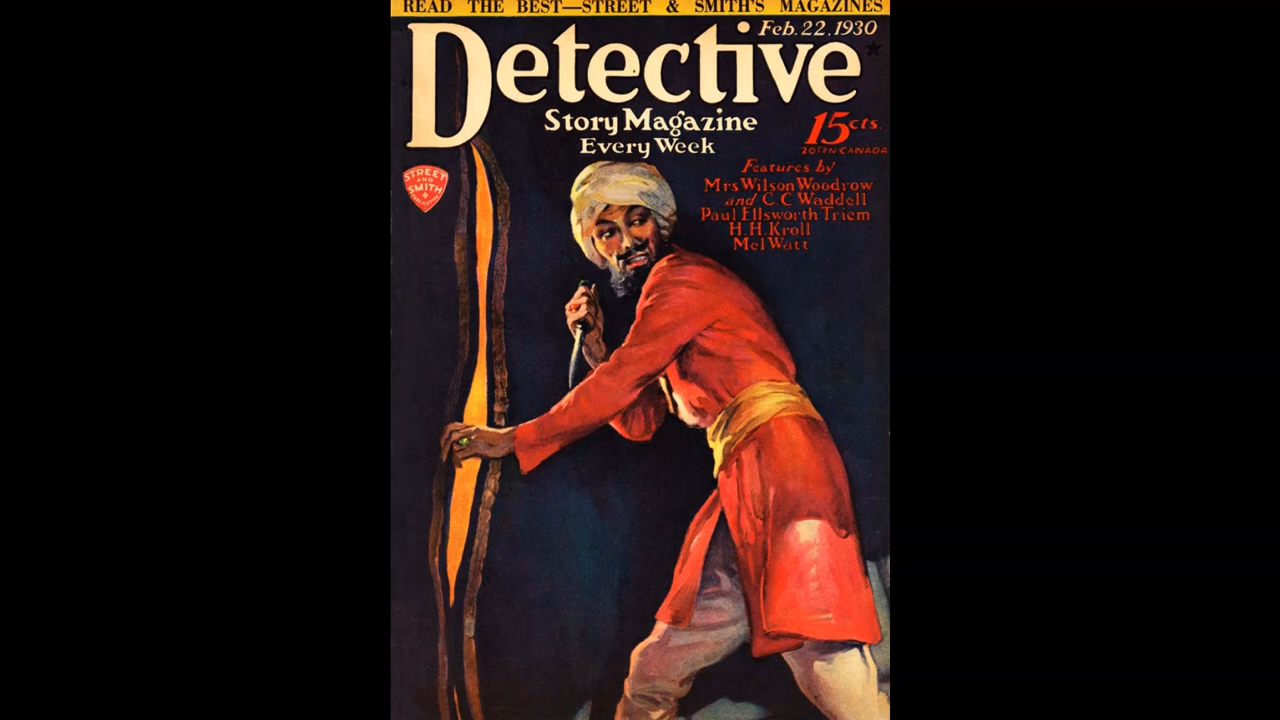 READ THE BEST—STREET & SMITH'S MAGAZINES
Feb. 22, 1930
Detective
Story Magazine
Every Week
15cts.
20 IN CANADA
STREET
AND
SMITH
PUBLICATION
Features by
Mrs Wilson Woodrow
and C.C Waddell
Paul Ellsworth Triem
H.H. Kroll
Mel Watt